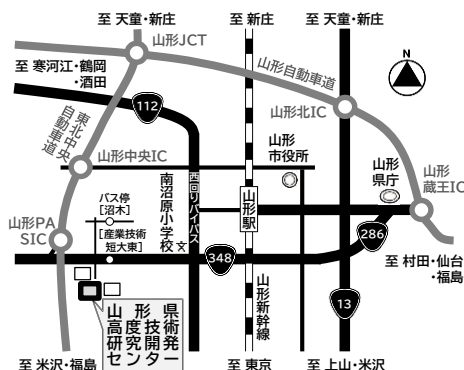 至 天童・新庄
至 新庄
至 天童・新庄
山形JCT
N
至 寒河江・鶴岡
・酒田
山形自動車道
112
山形北IC
東北中央
自動車道
山形
市役所
山形中央IC
西回りバイパス
南沼原小学校
文
山形
県庁
山形
蔵王IC
バス停
[沼木]
山形駅
山形PA
SIC
[産業技術
短大東]
286
348
至 村田・仙台
・福島
山形新幹線
13
山形県
高度技術
研究開発
センター
至 米沢・福島
至 東京
至 上山・米沢